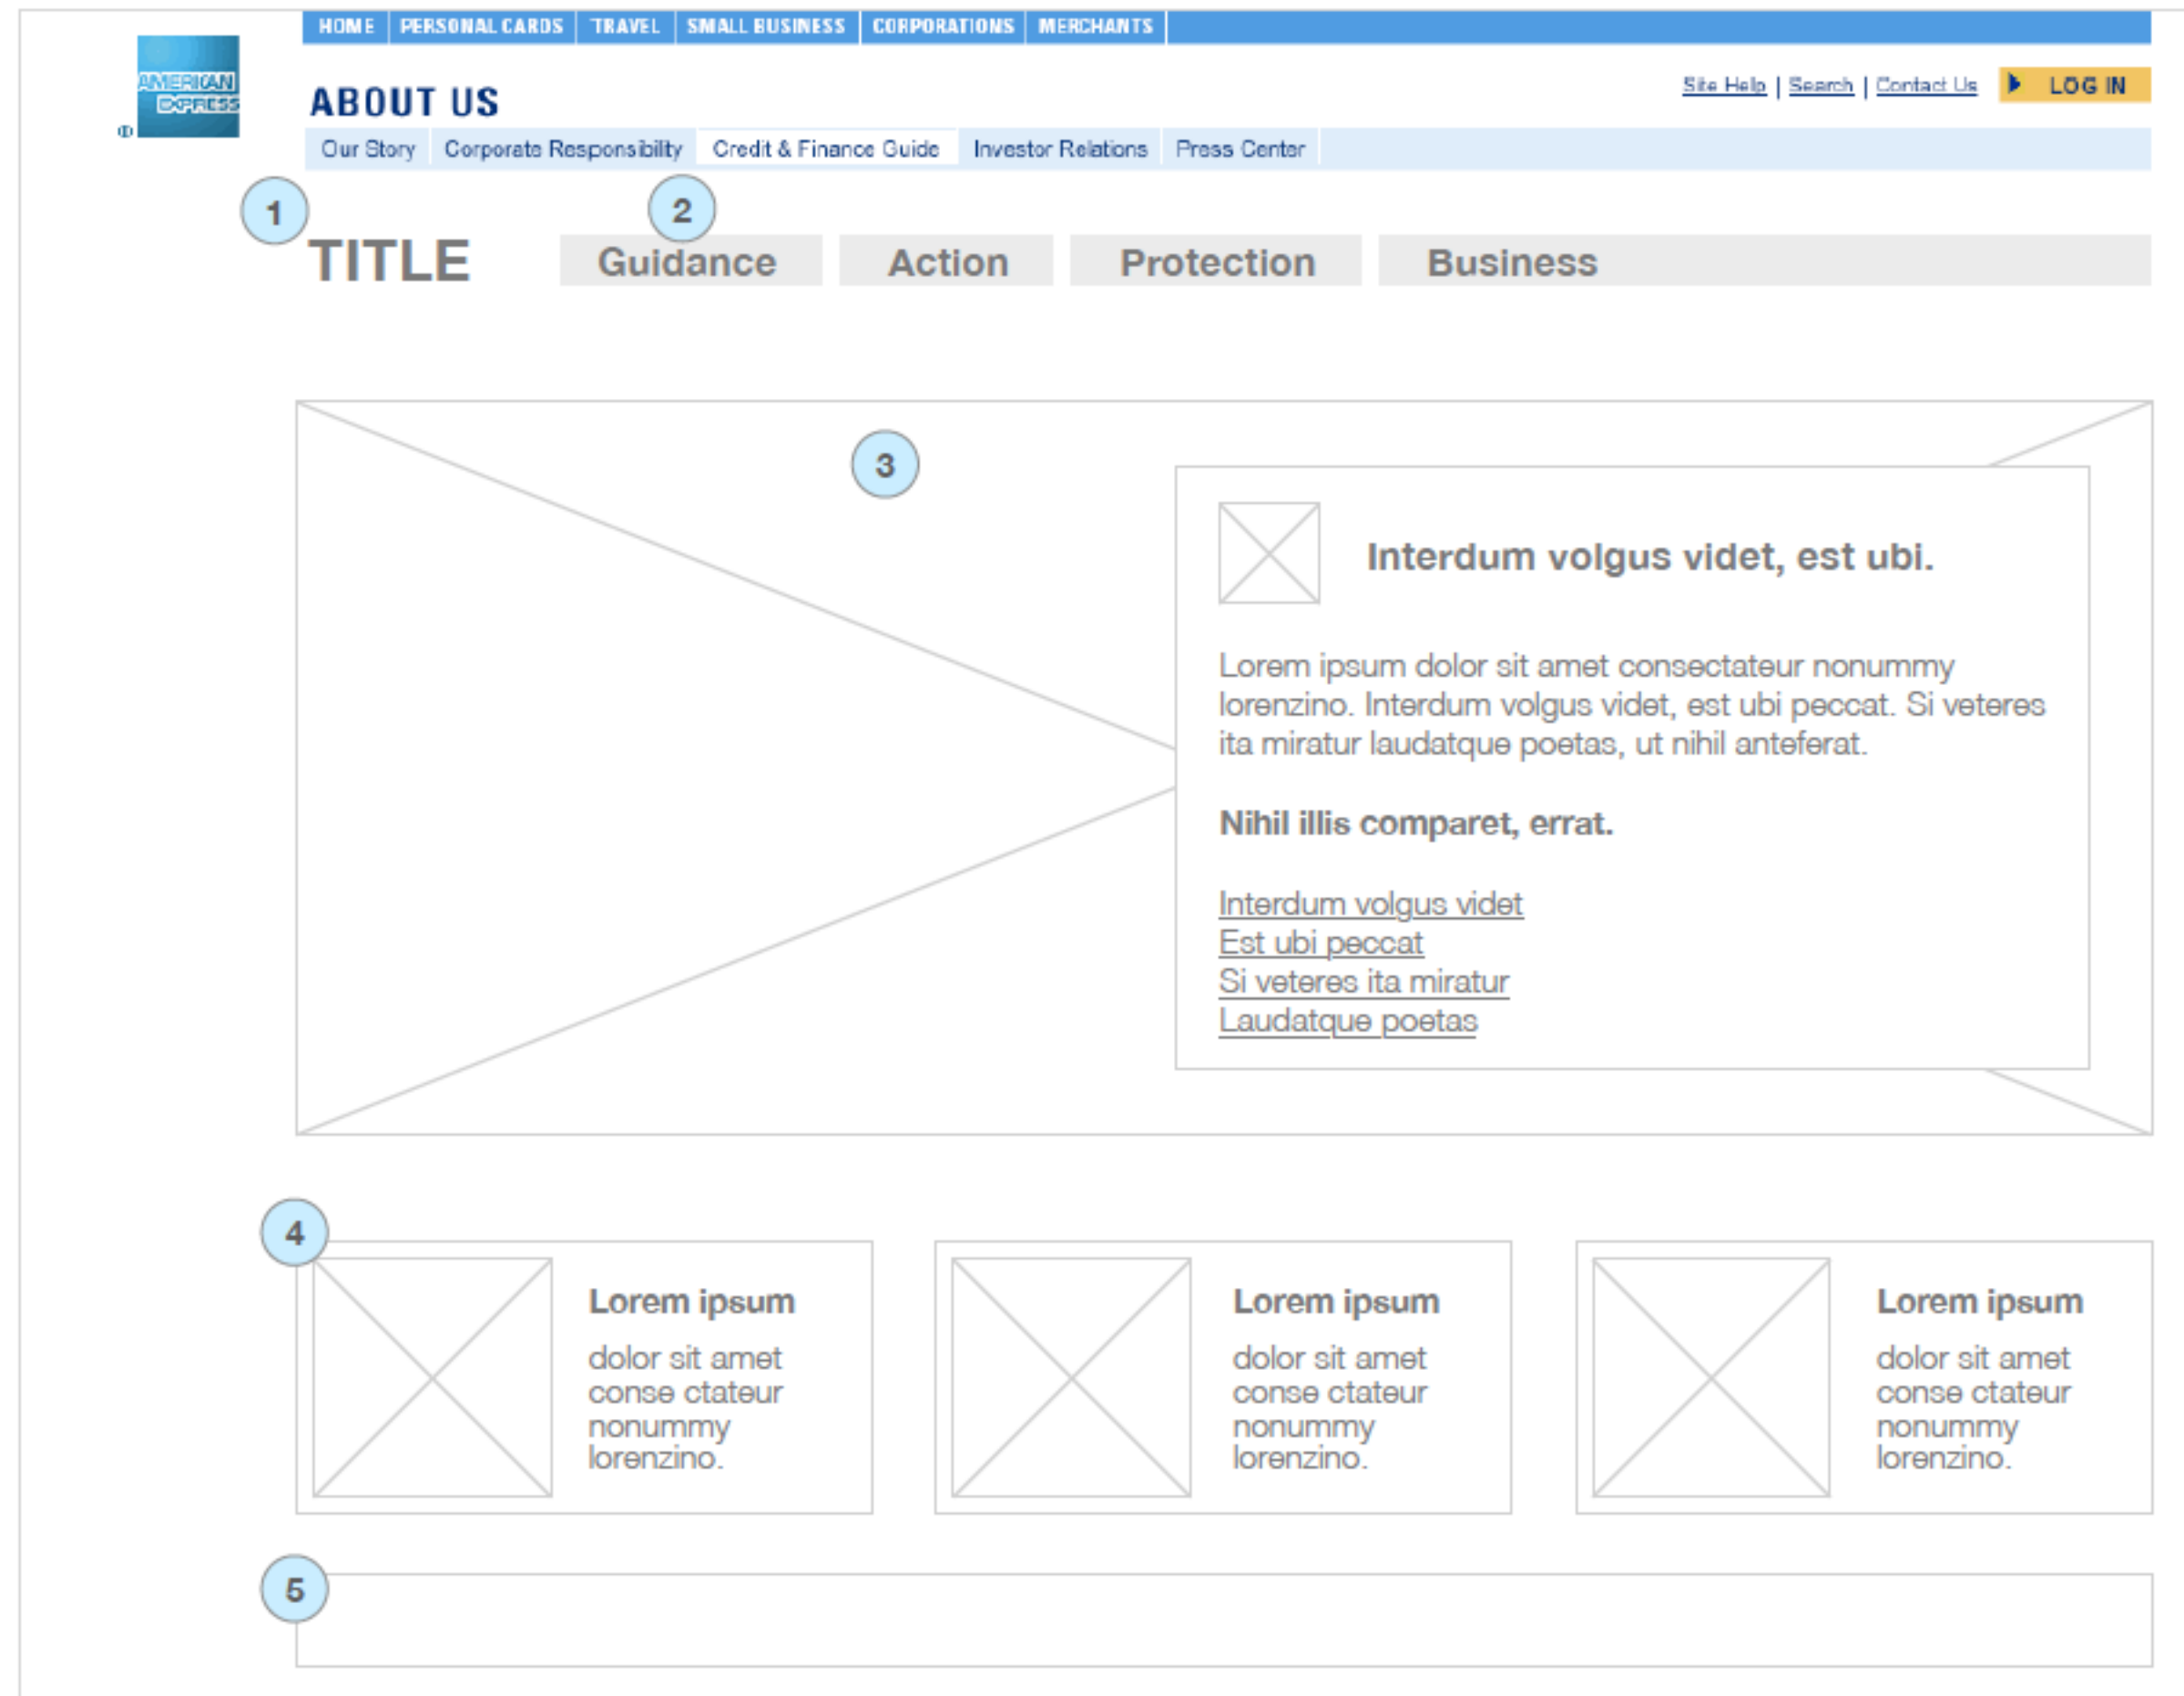 HOME PERSONAL CARDS TRAVEL SMALL BUSINESS CORPORATIONS MERCHANTS
AMERICAN
EXPRESS
®
ABOUT US
Site Help | Search | Contact Us LOG IN
Our Story Corporate Responsibility Credit & Finance Guide Investor Relations Press Center
1
2
TITLE Guidance Action Protection Business
3
Interdum volgus videt, est ubi.
Lorem ipsum dolor sit amet consectateur nonummy
lorenzino. Interdum volgus videt, est ubi peccat. Si veteres
ita miratur laudatque poetas, ut nihil anteferat.
Nihil illis comparet, errat.
Interdum volgus videt
Est ubi peccat
Si veteres ita miratur
Laudatque poetas
4
Lorem ipsum
dolor sit amet
conse ctateur
nonummy
lorenzino.
Lorem ipsum
dolor sit amet
conse ctateur
nonummy
lorenzino.
Lorem ipsum
dolor sit amet
conse ctateur
nonummy
lorenzino.
5